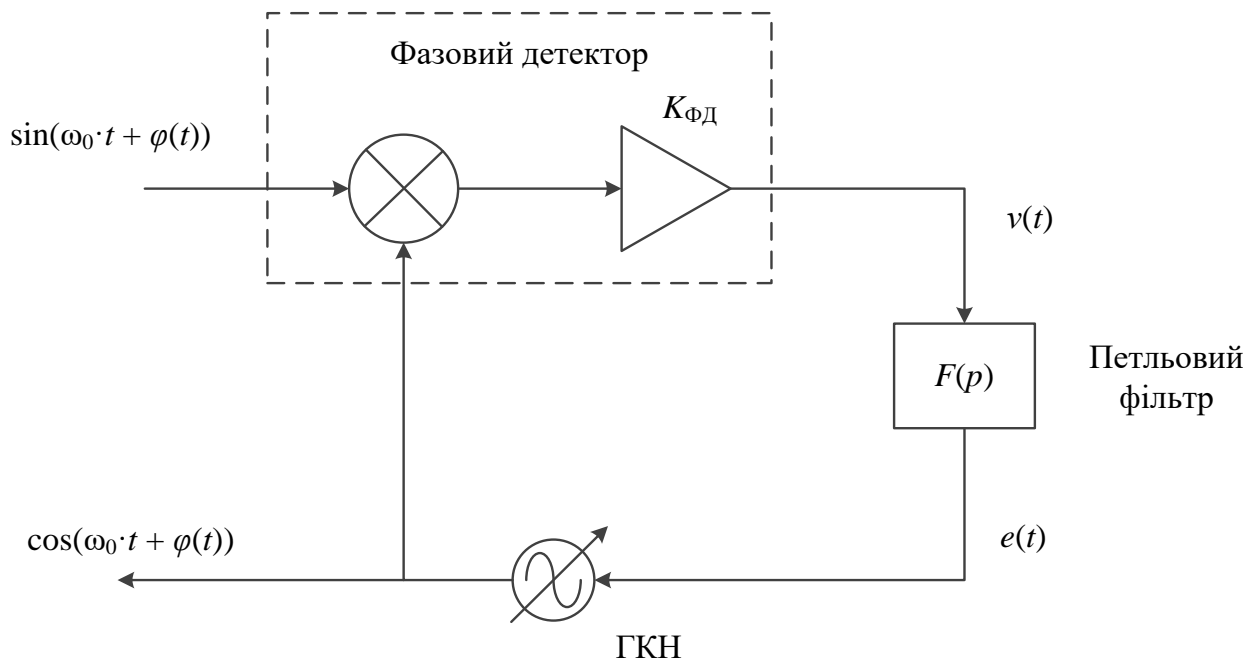 Фазовий детектор
K_ФД
sin(ω₀·t + φ(t))
v(t)
F(p)
Петльовий
фільтр
cos(ω₀·t + φ(t))
e(t)
ГКН